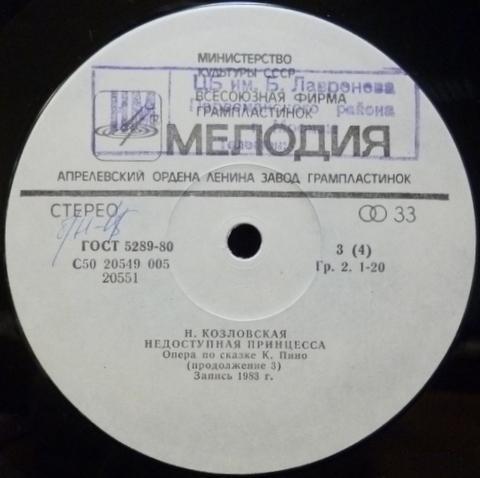 МИНИСТЕРСТВО
КУЛЬТУРЫ СССР
ЦБ им. Б. Лавренева
ВСЕСОЮЗНАЯ ФИРМА
района
ГРАМПЛАСТИНОК
МЕЛОДИЯ
АПРЕЛЕВСКИЙ ОРДЕНА ЛЕНИНА ЗАВОД ГРАМПЛАСТИНОК
СТЕРЕО
33
ГОСТ 5289-80
3 (4)
С50 20549 005
Гр. 2. 1-20
20551
Н. КОЗЛОВСКАЯ
НЕДОСТУПНАЯ ПРИНЦЕССА
Опера по сказке К. Пино
(продолжение 3)
Запись 1983 г.